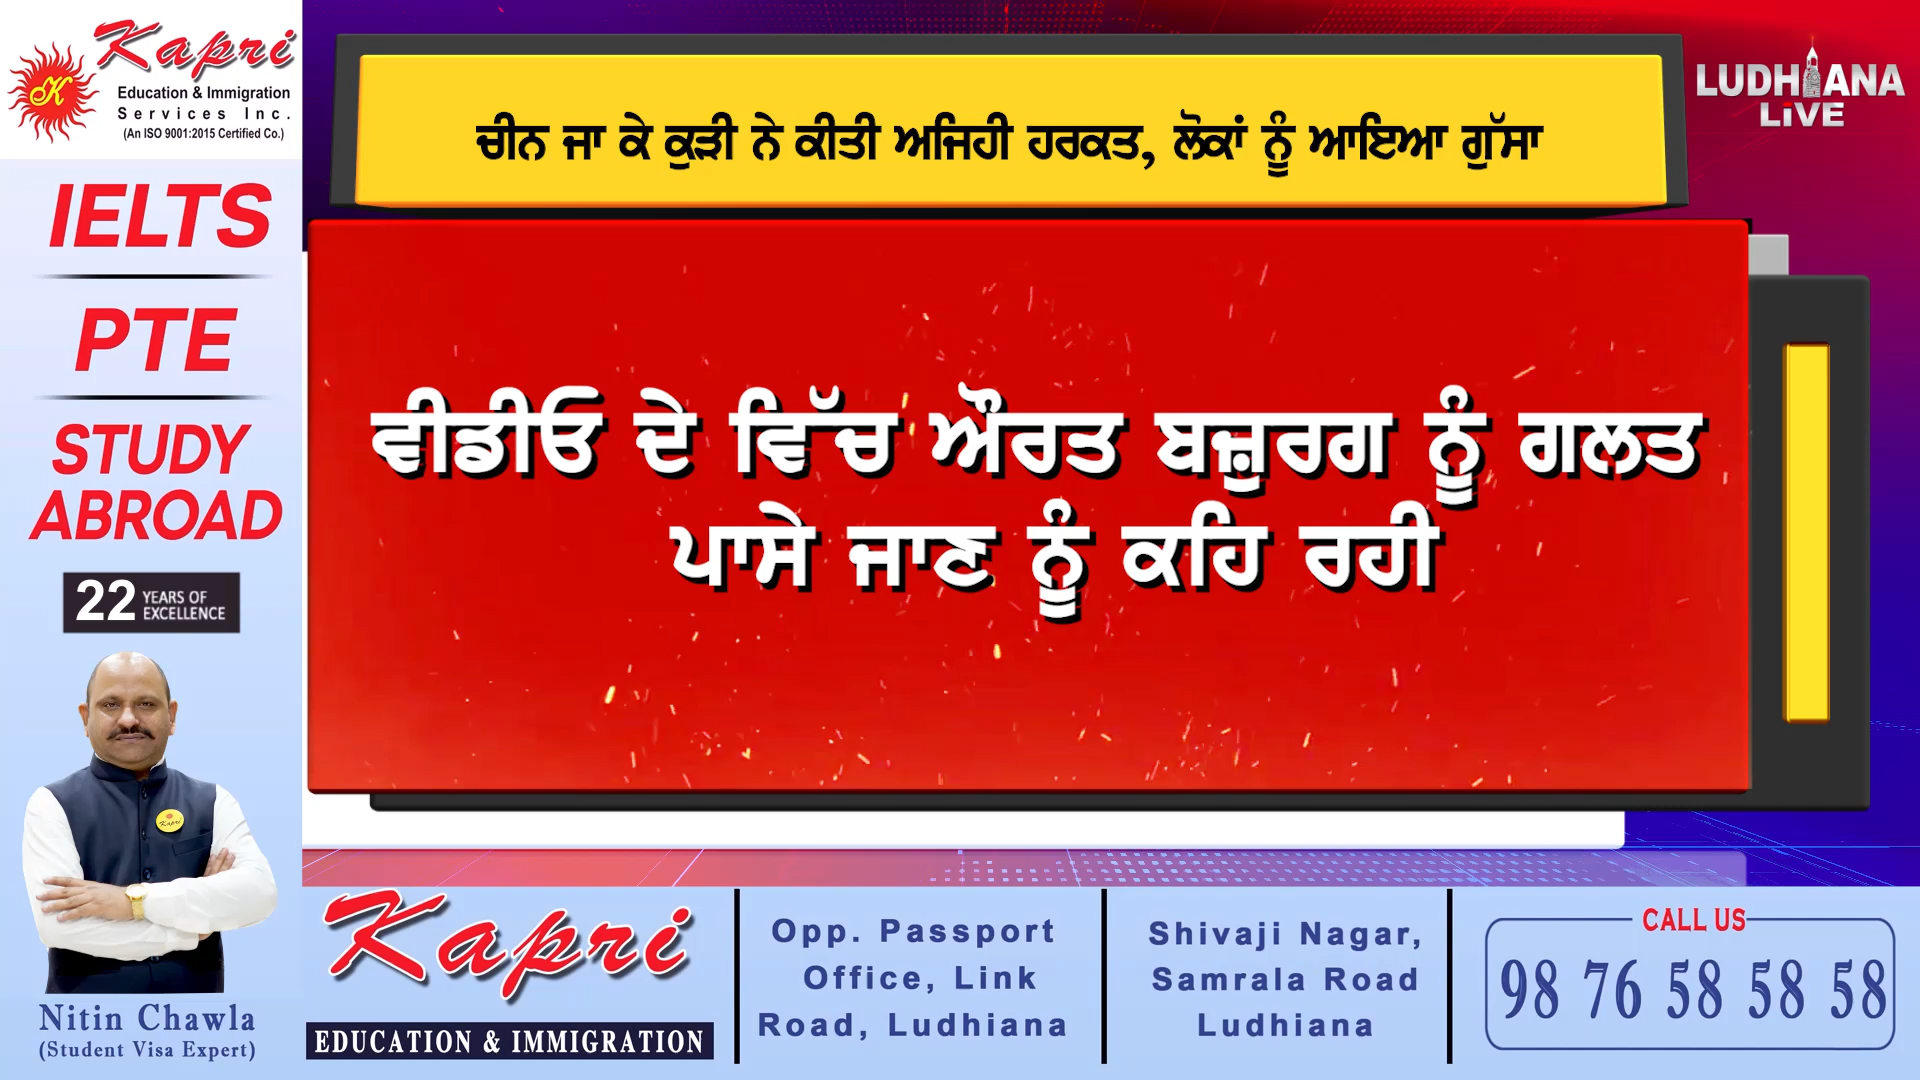 Kapri
K
Education & Immigration
Services Inc.
(An ISO 9001:2015 Certified Co.)
IELTS
PTE
STUDY
ABROAD
22 YEARS OF
EXCELLENCE
Kapri
Nitin Chawla
(Student Visa Expert)
ਚੀਨ ਜਾ ਕੇ ਕੁੜੀ ਨੇ ਕੀਤੀ ਅਜਿਹੀ ਹਰਕਤ, ਲੋਕਾਂ ਨੂੰ ਆਇਆ ਗੁੱਸਾ
LUDHIANA
LiVE
ਵੀਡੀਓ ਦੇ ਵਿੱਚ ਔਰਤ ਬਜ਼ੁਰਗ ਨੂੰ ਗਲਤ
ਪਾਸੇ ਜਾਣ ਨੂੰ ਕਹਿ ਰਹੀ
Kapri
EDUCATION & IMMIGRATION
Opp. Passport
Office, Link
Road, Ludhiana
Shivaji Nagar,
Samrala Road
Ludhiana
CALL US
98 76 58 58 58